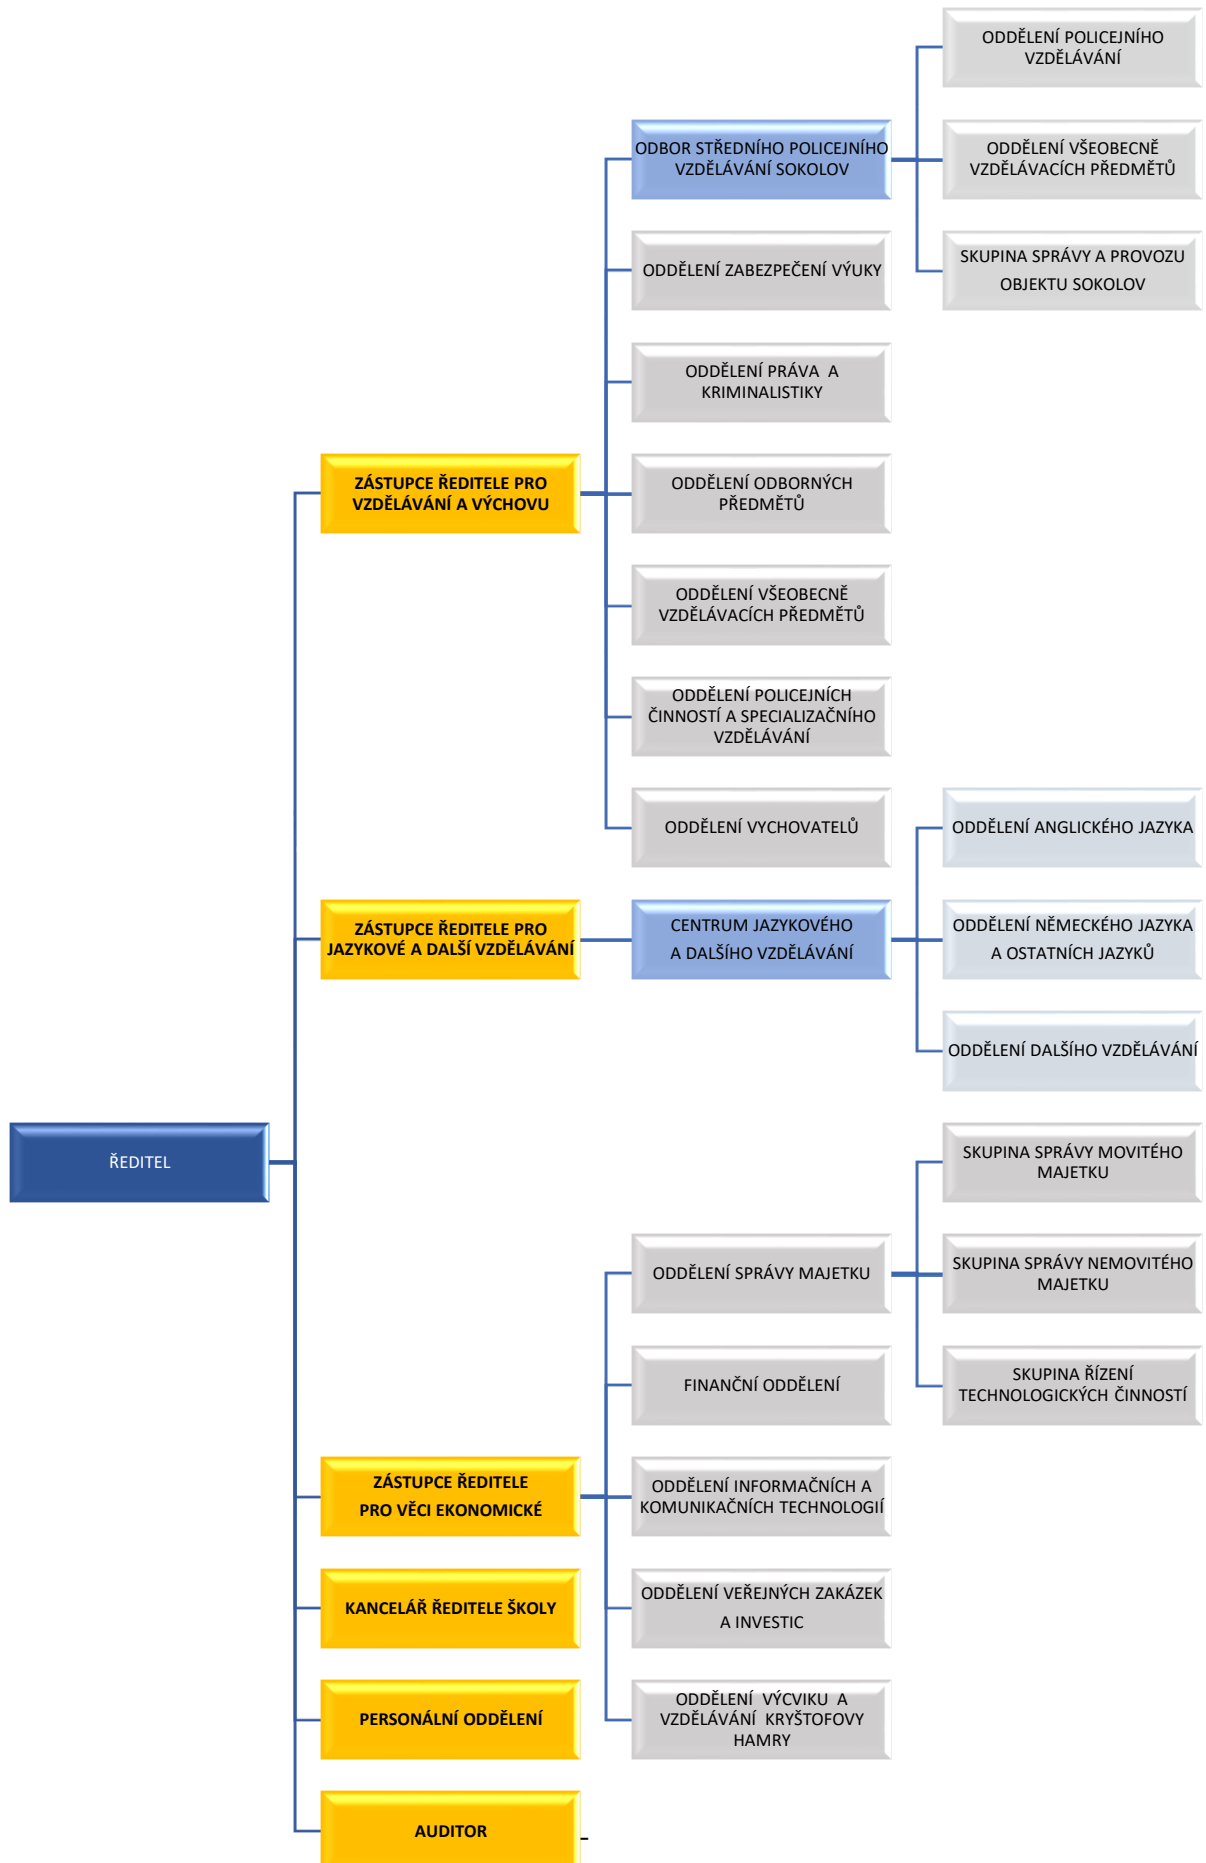 ODDĚLENÍ POLICEJNÍHO
VZDĚLÁVÁNÍ
ODBOR STŘEDNÍHO POLICEJNÍHO
VZDĚLÁVÁNÍ SOKOLOV
ODDĚLENÍ VŠEOBECNĚ
VZDĚLÁVACÍCH PŘEDMĚTŮ
ODDĚLENÍ ZABEZPEČENÍ VÝUKY
SKUPINA SPRÁVY A PROVOZU
OBJEKTU SOKOLOV
ODDĚLENÍ PRÁVA A
KRIMINALISTIKY
ZÁSTUPCE ŘEDITELE PRO
VZDĚLÁVÁNÍ A VÝCHOVU
ODDĚLENÍ ODBORNÝCH
PŘEDMĚTŮ
ODDĚLENÍ VŠEOBECNĚ
VZDĚLÁVACÍCH PŘEDMĚTŮ
ODDĚLENÍ POLICEJNÍCH
ČINNOSTÍ A SPECIALIZAČNÍHO
VZDĚLÁVÁNÍ
ODDĚLENÍ VYCHOVATELŮ
ODDĚLENÍ ANGLICKÉHO JAZYKA
ZÁSTUPCE ŘEDITELE PRO
JAZYKOVÉ A DALŠÍ VZDĚLÁVÁNÍ
CENTRUM JAZYKOVÉHO
A DALŠÍHO VZDĚLÁVÁNÍ
ODDĚLENÍ NĚMECKÉHO JAZYKA
A OSTATNÍCH JAZYKŮ
ODDĚLENÍ DALŠÍHO VZDĚLÁVÁNÍ
ŘEDITEL
SKUPINA SPRÁVY MOVITÉHO
MAJETKU
ODDĚLENÍ SPRÁVY MAJETKU
SKUPINA SPRÁVY NEMOVITÉHO
MAJETKU
FINANČNÍ ODDĚLENÍ
SKUPINA ŘÍZENÍ
TECHNOLOGICKÝCH ČINNOSTÍ
ZÁSTUPCE ŘEDITELE
PRO VĚCI EKONOMICKÉ
ODDĚLENÍ INFORMAČNÍCH A
KOMUNIKAČNÍCH TECHNOLOGIÍ
KANCELÁŘ ŘEDITELE ŠKOLY
ODDĚLENÍ VEŘEJNÝCH ZAKÁZEK
A INVESTIC
PERSONÁLNÍ ODDĚLENÍ
ODDĚLENÍ VÝCVIKU A
VZDĚLÁVÁNÍ KRYŠTOFOVY
HAMRY
AUDITOR